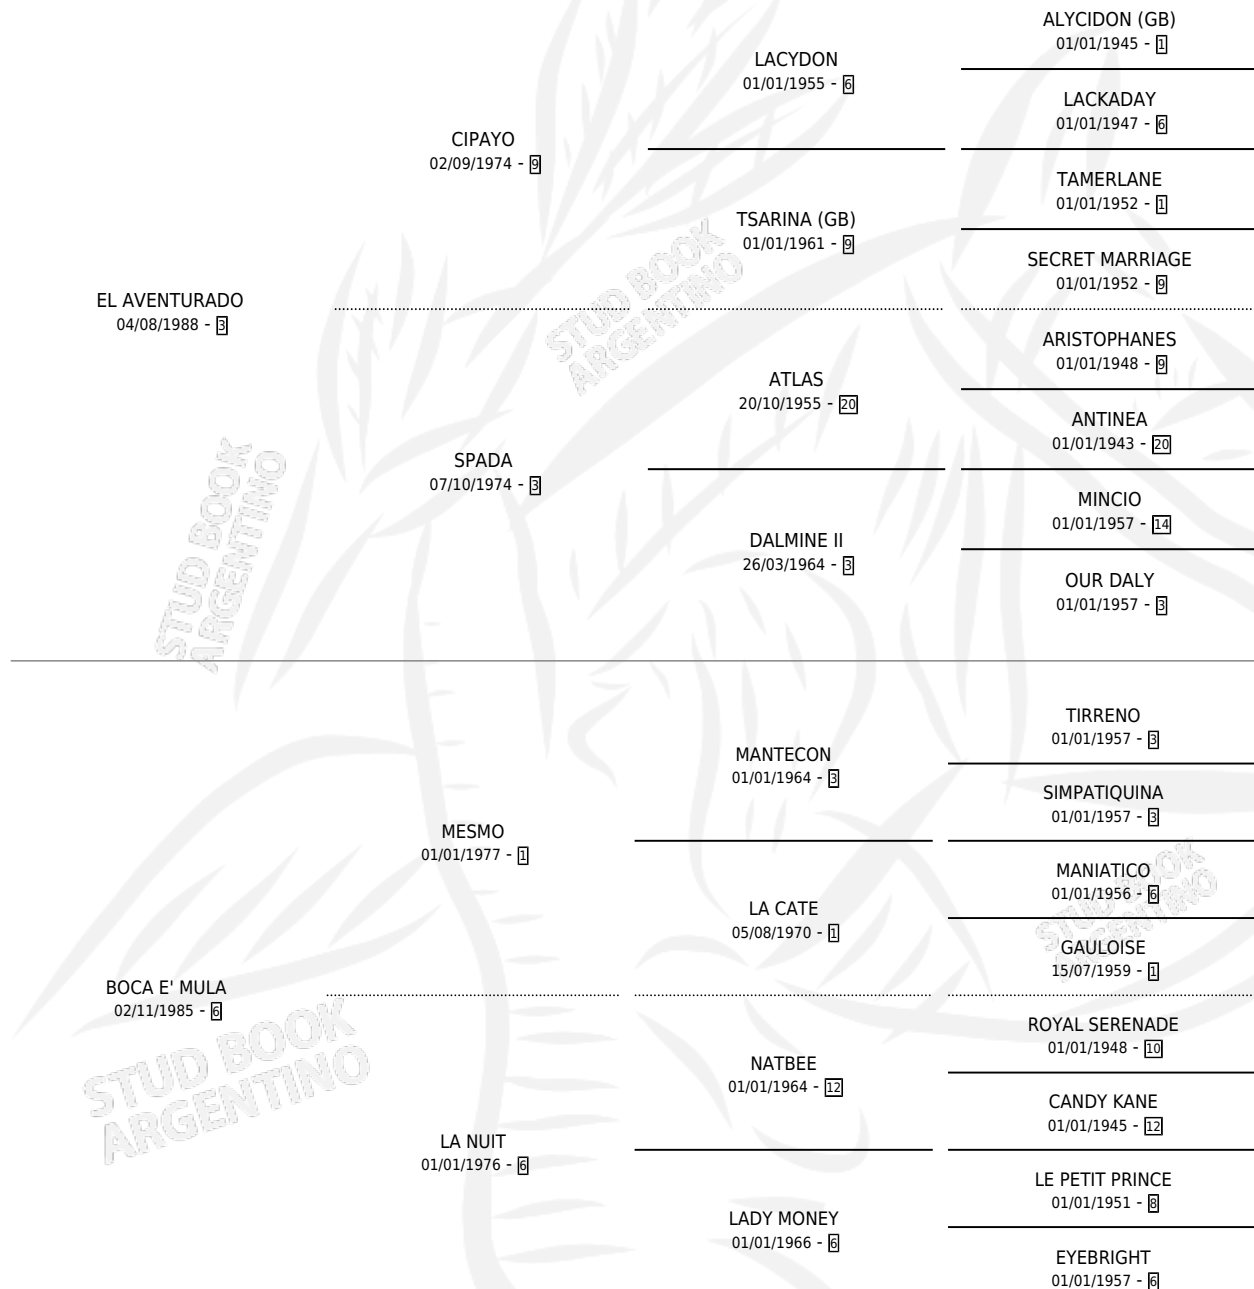 ALYCIDON (GB)
01/01/1945 - 1
LACYDON
01/01/1955 - 6
LACKADAY
01/01/1947 - 6
CIPAYO
02/09/1974 - 9
TAMERLANE
01/01/1952 - 1
TSARINA (GB)
01/01/1961 - 9
SECRET MARRIAGE
01/01/1952 - 9
EL AVENTURADO
04/08/1988 - 3
STUD BOOK
ARGENTINO
ARISTOPHANES
01/01/1948 - 9
ATLAS
20/10/1955 - 20
ANTINEA
01/01/1943 - 20
SPADA
07/10/1974 - 3
MINCIO
01/01/1957 - 14
DALMINE II
26/03/1964 - 3
OUR DALY
01/01/1957 - 3
STUD BOOK
ARGENTINO
TIRRENO
01/01/1957 - 3
MANTECON
01/01/1964 - 3
SIMPATIQUINA
01/01/1957 - 3
MESMO
01/01/1977 - 1
MANIATICO
01/01/1956 - 6
LA CATE
05/08/1970 - 1
GAULOISE
15/07/1959 - 1
STUD BOOK
ARGENTINO
BOCA E' MULA
02/11/1985 - 6
ROYAL SERENADE
01/01/1948 - 10
NATBEE
01/01/1964 - 12
CANDY KANE
01/01/1945 - 12
STUD BOOK
ARGENTINO
LA NUIT
01/01/1976 - 6
LE PETIT PRINCE
01/01/1951 - 8
LADY MONEY
01/01/1966 - 6
EYEBRIGHT
01/01/1957 - 6